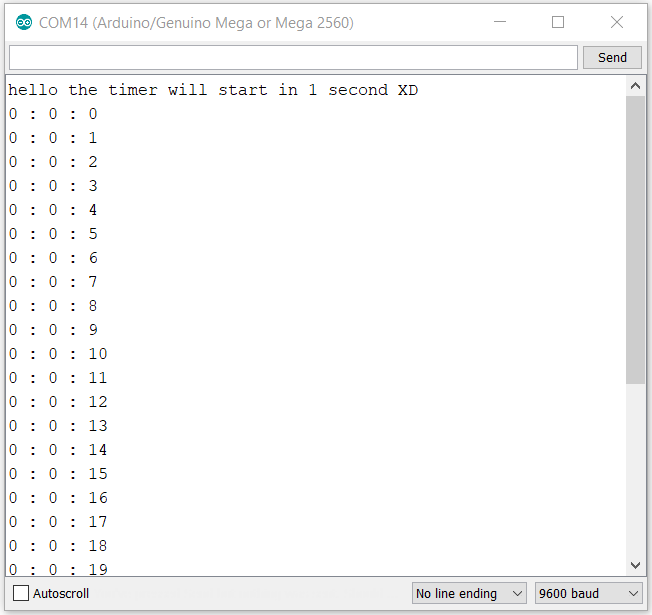 COM14 (Arduino/Genuino Mega or Mega 2560)
Send
hello the timer will start in 1 second XD
0 : 0 : 0
0 : 0 : 1
0 : 0 : 2
0 : 0 : 3
0 : 0 : 4
0 : 0 : 5
0 : 0 : 6
0 : 0 : 7
0 : 0 : 8
0 : 0 : 9
0 : 0 : 10
0 : 0 : 11
0 : 0 : 12
0 : 0 : 13
0 : 0 : 14
0 : 0 : 15
0 : 0 : 16
0 : 0 : 17
0 : 0 : 18
0 : 0 : 19
Autoscroll No line ending 9600 baud